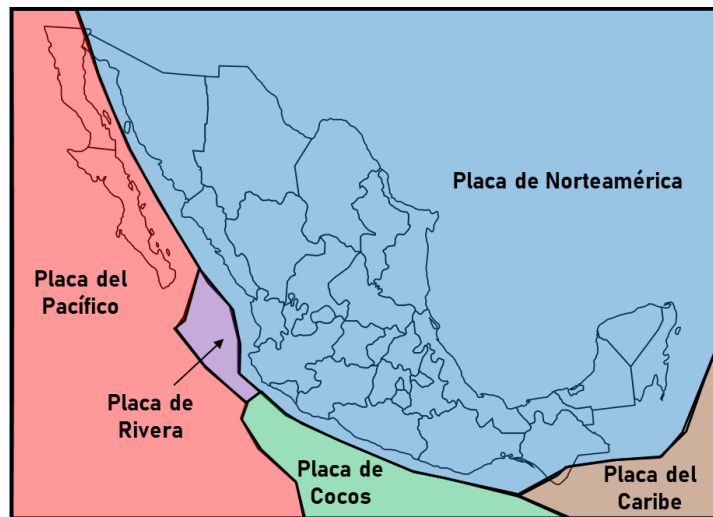 Placa de Norteamérica
Placa del
Pacífico
Placa de
Rivera
Placa de
Cocos
Placa del
Caribe